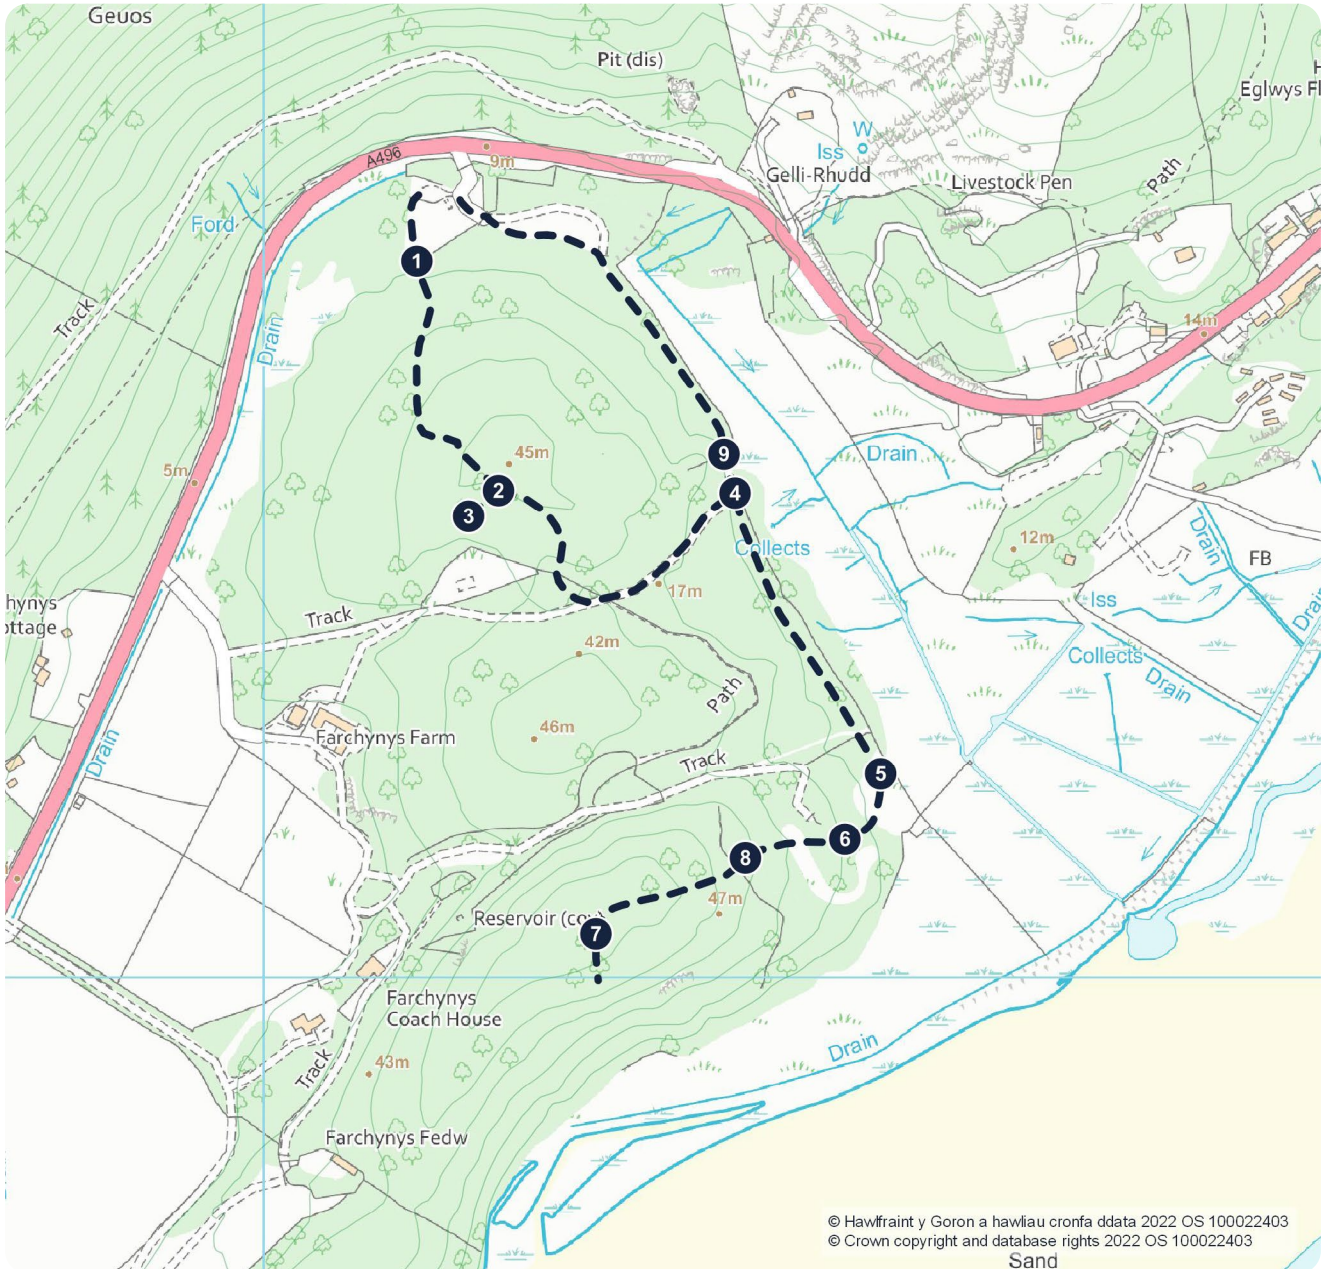 Geuos
Pit (dis)
H
Eglwys Fl
A496
9m
W
Iss
Gelli-Rhudd
Livestock Pen
Path
Ford
1
Track
Drain
14m
45m
9
Drain
5m
2
4
3
Collects
12m
Drain
FB
17m
hynys
ottage
Track
Iss
Drain
42m
Collects
Drain
Path
46m
Farchynys Farm
Drain
Track
5
6
8
47m
Reservoir (cov)
7
Farchynys
Coach House
Drain
Track
43m
Farchynys Fedw
© Hawlfraint y Goron a hawliau cronfa ddata 2022 OS 100022403
© Crown copyright and database rights 2022 OS 100022403
Sand